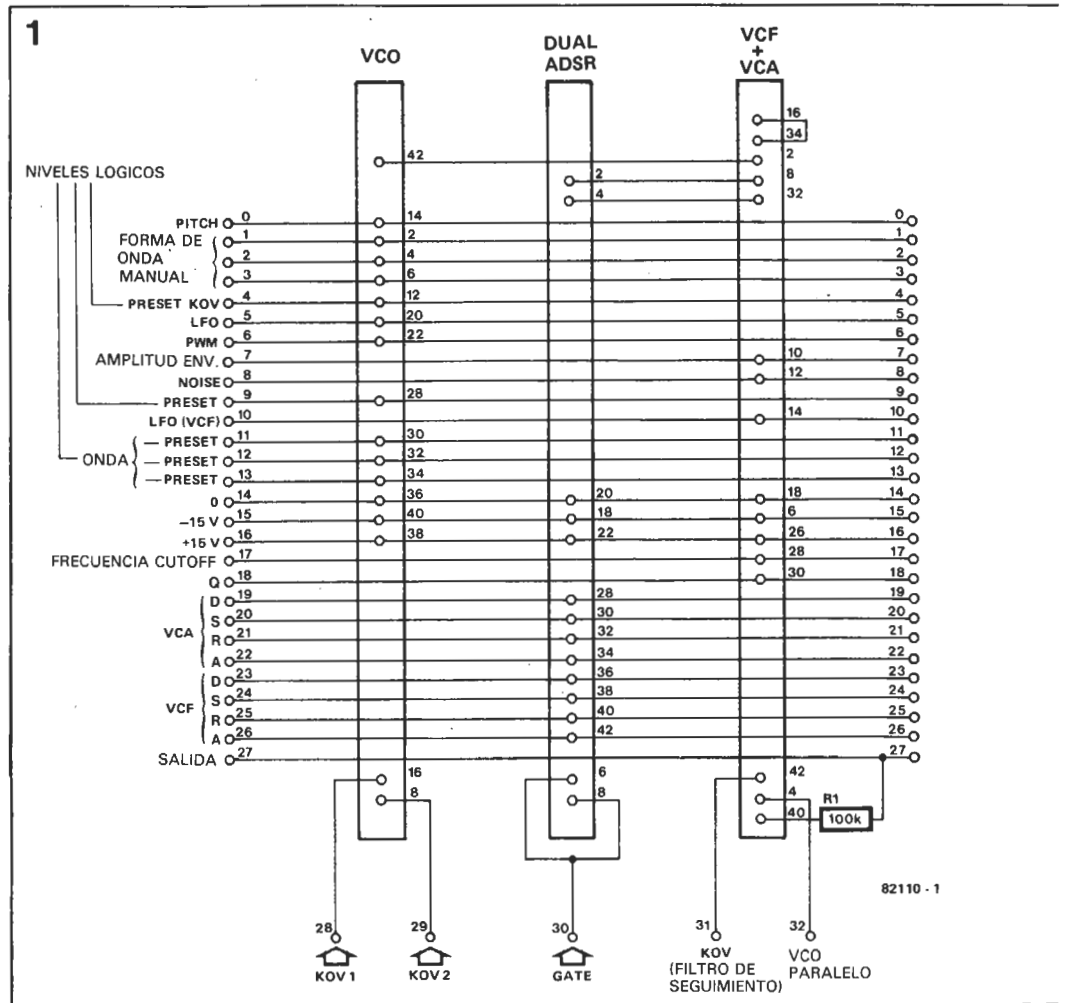 1
VCO
DUAL
ADSR
VCF
+
VCA
16
34
42 2
NIVELES LOGICOS
2 8
4 32
PITCH 0 14 0
FORMA DE 1 2 1
ONDA 2 4 2
MANUAL 3 6 3
PRESET KOV 4 12 4
LFO 5 20 5
PWM 6 22 6
AMPLITUD ENV. 7 10 7
NOISE 8 12 8
PRESET 9 28 9
LFO (VCF) 10 14 10
— PRESET 11 30 11
ONDA — PRESET 12 32 12
— PRESET 13 34 13
0 14 36 20 18 14
–15 V 15 40 18 6 15
+15 V 16 38 22 26 16
FRECUENCIA CUTOFF 17 28 17
Q 18 30 18
D 19 28 19
VCA S 20 30 20
R 21 32 21
A 22 34 22
D 23 36 23
VCF S 24 38 24
R 25 40 25
A 26 42 26
SALIDA 27 27
16 6 42
8 8 4 R1
40 100k
82110 - 1
28 29 30 31 32
KOV 1 KOV 2 GATE KOV VCO
(FILTRO DE PARALELO
SEGUIMIENTO)